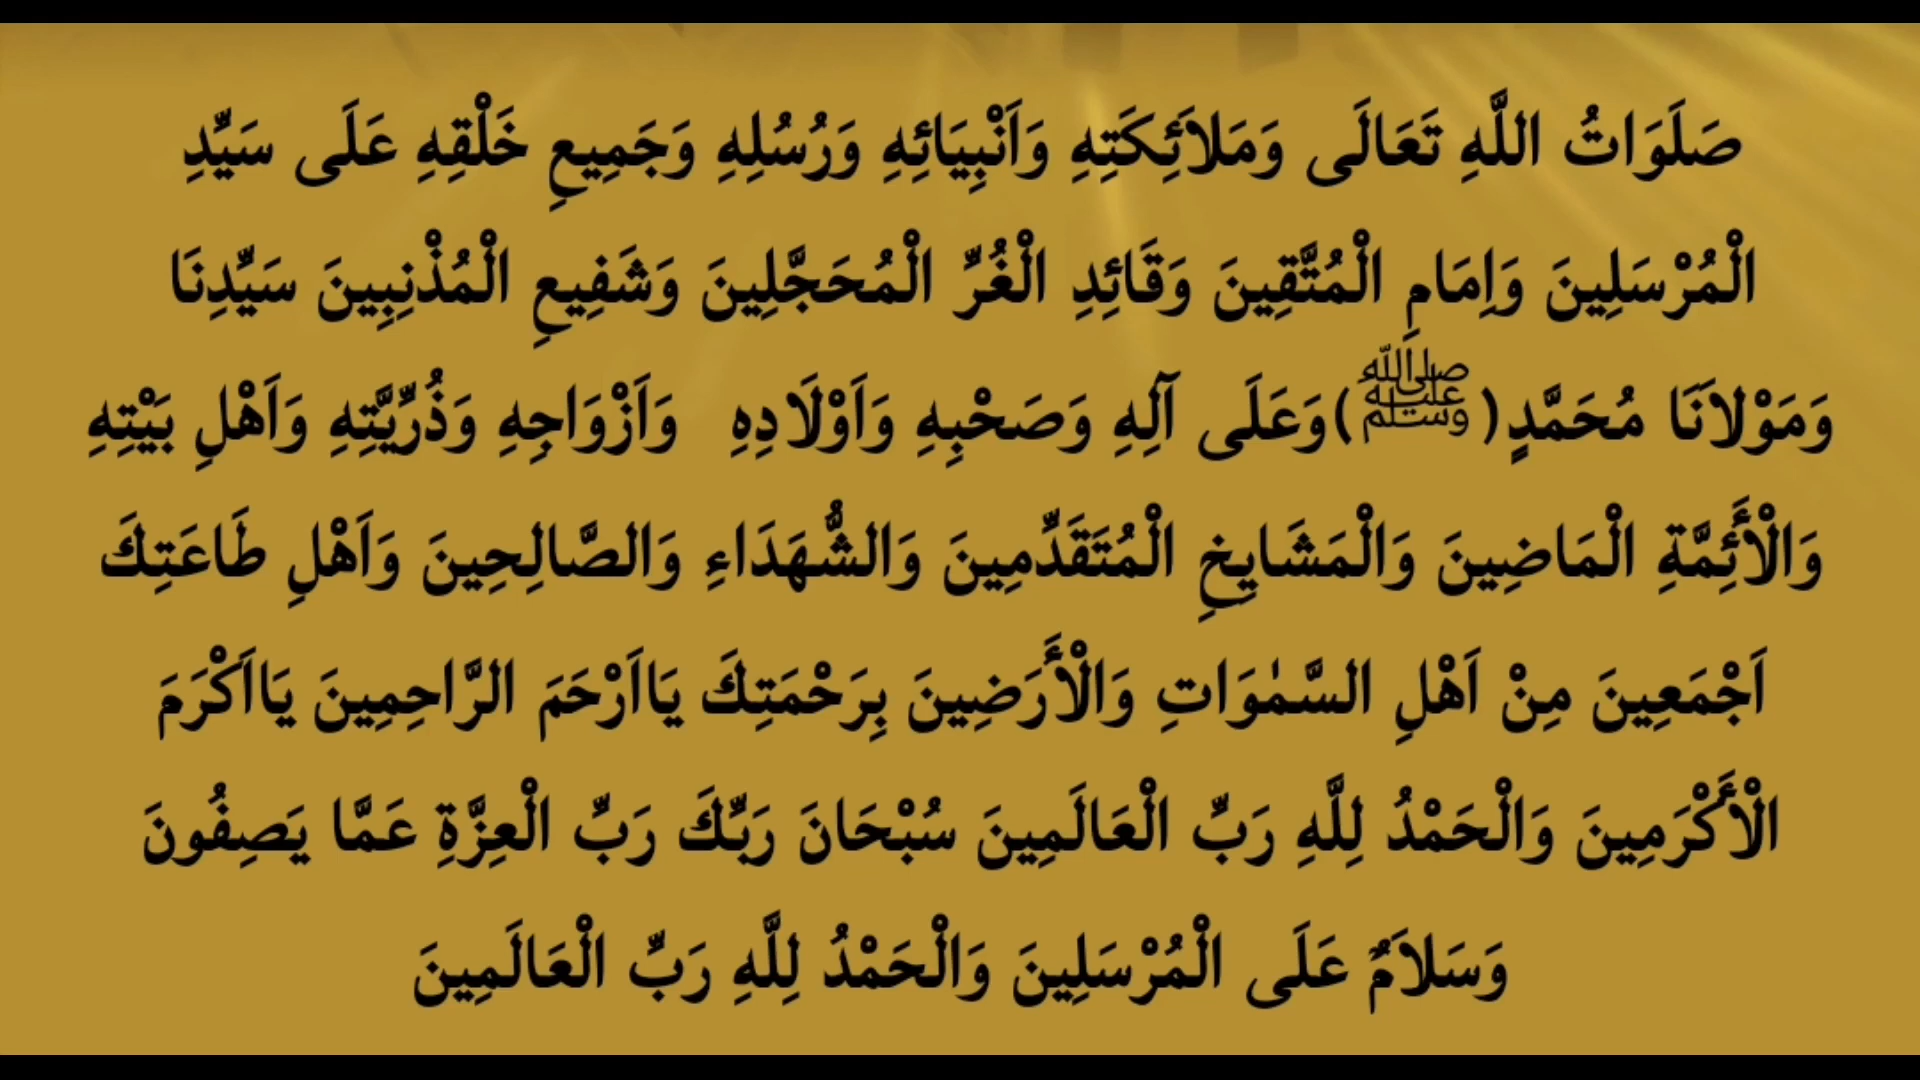 صَلَوَاتُ اللَّهِ تَعَالَى وَمَلَائِكَتِهِ وَاَنْبِيَائِهِ وَرُسُلِهِ وَجَمِيعِ خَلْقِهِ عَلَى سَيِّدِ
الْمُرْسَلِينَ وَاِمَامِ الْمُتَّقِينَ وَقَائِدِ الْغُرِّ الْمُحَجَّلِينَ وَشَفِيعِ الْمُذْنِبِينَ سَيِّدِنَا
وَمَوْلَانَا مُحَمَّدٍ(ﷺ)وَعَلَى آلِهِ وَصَحْبِهِ وَاَوْلَادِهِ وَاَزْوَاجِهِ وَذُرِّيَّتِهِ وَاَهْلِ بَيْتِهِ
وَالْأَئِمَّةِ الْمَاضِينَ وَالْمَشَايِخِ الْمُتَقَدِّمِينَ وَالشُّهَدَاءِ وَالصَّالِحِينَ وَاَهْلِ طَاعَتِكَ
اَجْمَعِينَ مِنْ اَهْلِ السَّمٰوَاتِ وَالْأَرَضِينَ بِرَحْمَتِكَ يَااَرْحَمَ الرَّاحِمِينَ يَااَكْرَمَ
الْأَكْرَمِينَ وَالْحَمْدُ لِلَّهِ رَبِّ الْعَالَمِينَ سُبْحَانَ رَبِّكَ رَبِّ الْعِزَّةِ عَمَّا يَصِفُونَ
وَسَلَامٌ عَلَى الْمُرْسَلِينَ وَالْحَمْدُ لِلَّهِ رَبِّ الْعَالَمِينَ